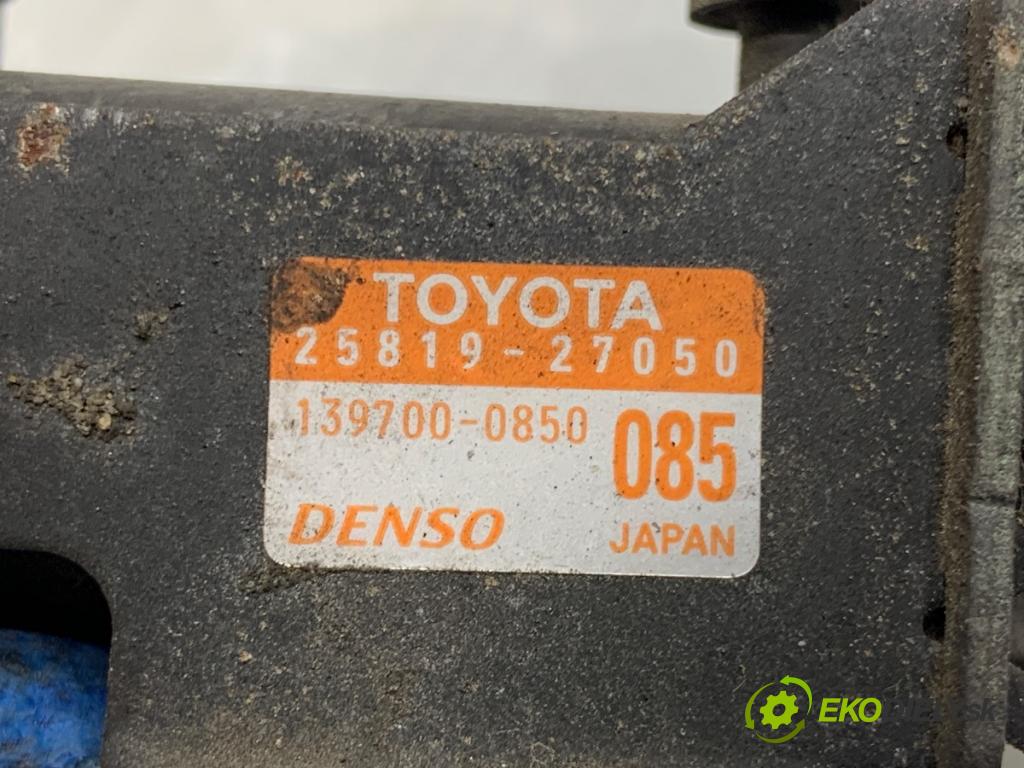 TOYOTA
25819-27050
139700-0850 085
DENSO JAPAN
EKO